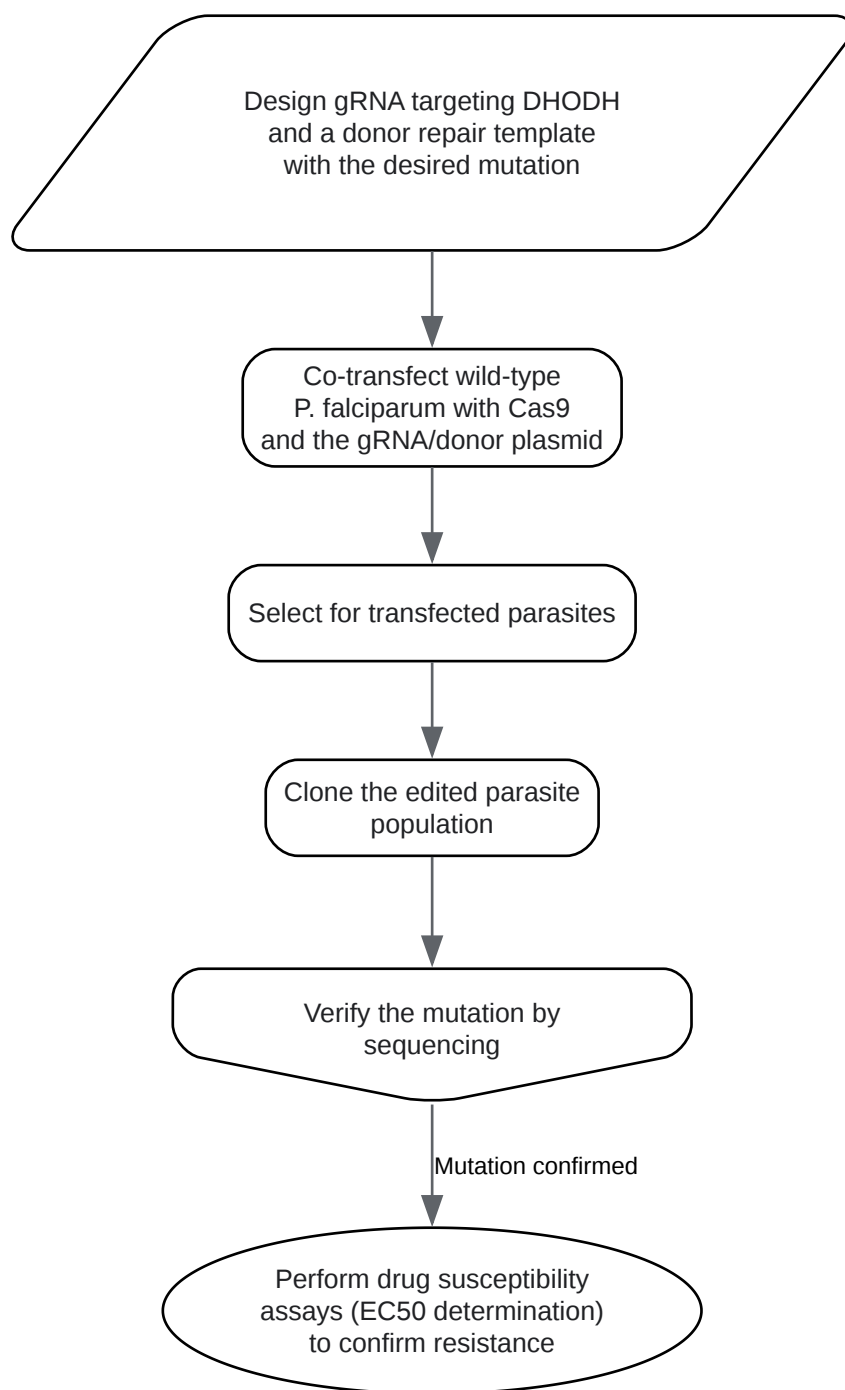 Design gRNA targeting DHODH
and a donor repair template
with the desired mutation
Co-transfect wild-type
P. falciparum with Cas9
and the gRNA/donor plasmid
Select for transfected parasites
Clone the edited parasite
population
Verify the mutation by
sequencing
Mutation confirmed
Perform drug susceptibility
assays (EC50 determination)
to confirm resistance